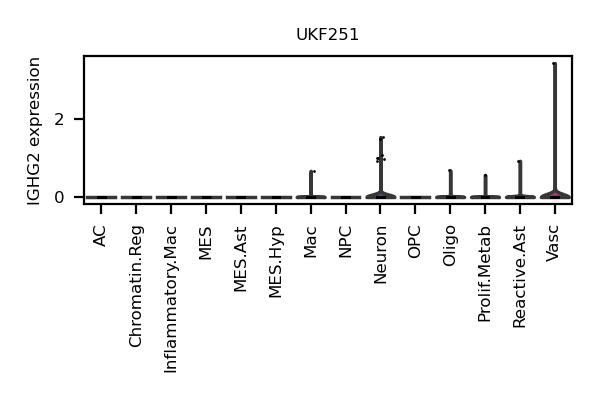 UKF251
IGHG2 expression
2
0
AC
Chromatin.Reg
Inflammatory.Mac
MES
MES.Ast
MES.Hyp
Mac
NPC
Neuron
OPC
Oligo
Prolif.Metab
Reactive.Ast
Vasc